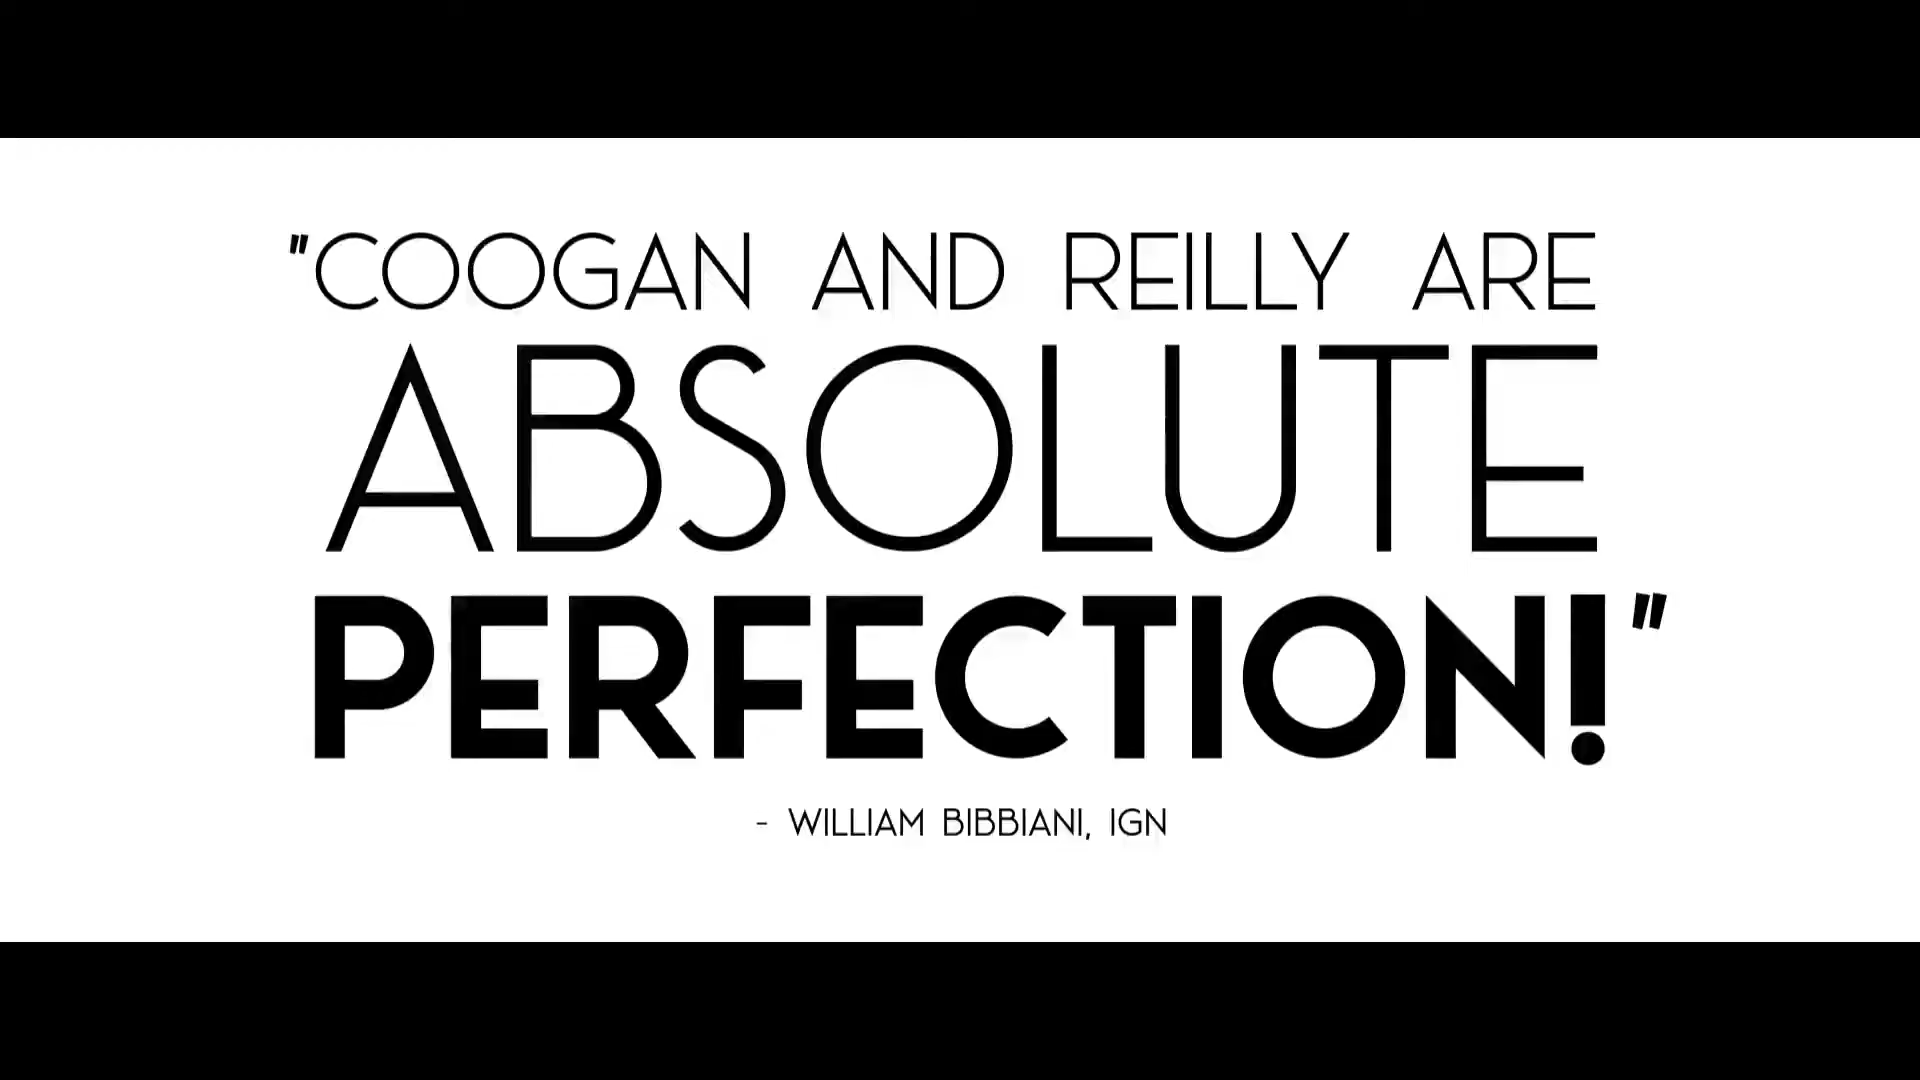 "COOGAN AND REILLY ARE
ABSOLUTE
PERFECTION!"
- WILLIAM BIBBIANI, IGN